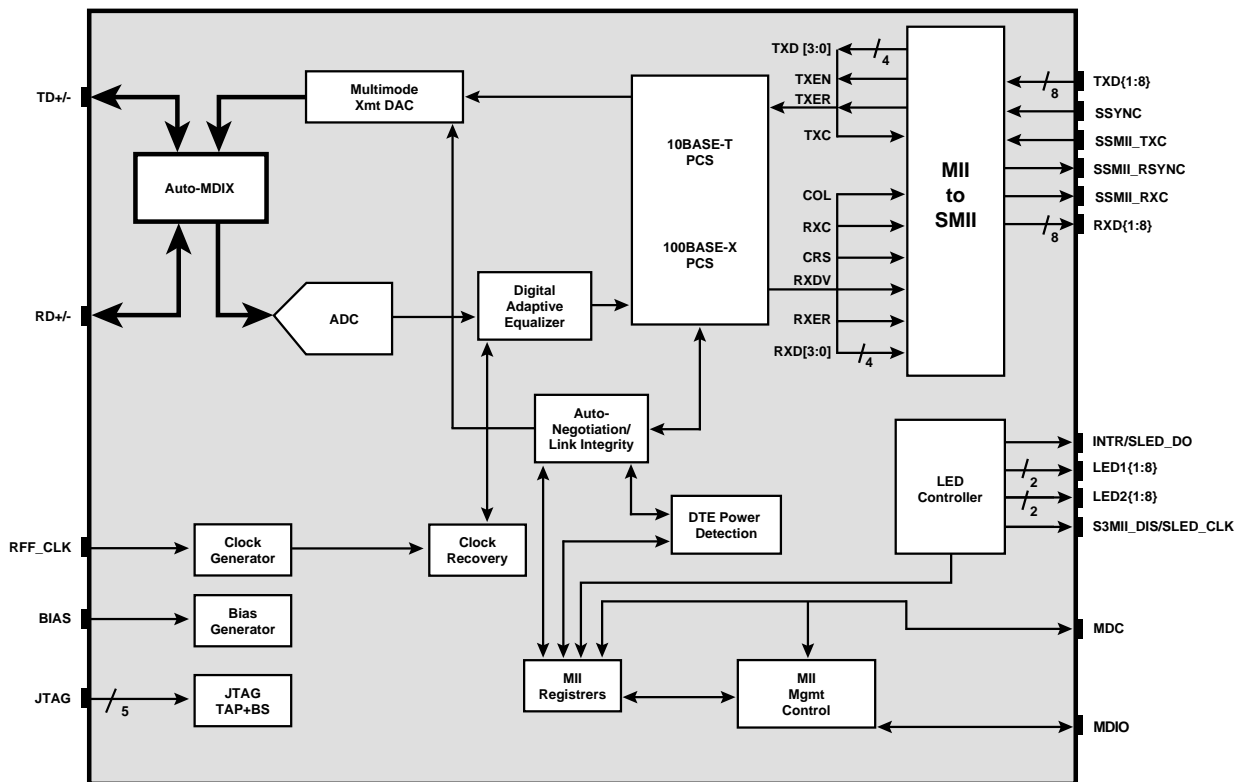 TD+/-
RD+/-
RFF_CLK
BIAS
JTAG
5
Multimode
Xmt DAC
Auto-MDIX
ADC
Digital
Adaptive
Equalizer
10BASE-T
PCS
100BASE-X
PCS
Auto-
Negotiation/
Link Integrity
DTE Power
Detection
Clock
Generator
Clock
Recovery
Bias
Generator
JTAG
TAP+BS
MII
Registrers
MII
Mgmt
Control
TXD [3:0]
4
TXEN
TXER
TXC
COL
RXC
CRS
RXDV
RXER
RXD[3:0]
4
MII
to
SMII
LED
Controller
TXD{1:8}
8
SSYNC
SSMII_TXC
SSMII_RSYNC
SSMII_RXC
RXD{1:8}
8
INTR/SLED_DO
LED1{1:8}
2
LED2{1:8}
2
S3MII_DIS/SLED_CLK
MDC
MDIO